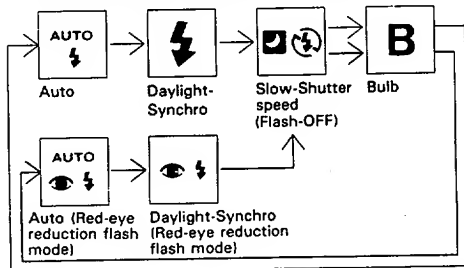 AUTO
B
Auto
Daylight-
Synchro
Slow-Shutter
speed
(Flash-OFF)
Bulb
AUTO
Auto (Red-eye
reduction flash
mode)
Daylight-Synchro
(Red-eye reduction
flash mode)